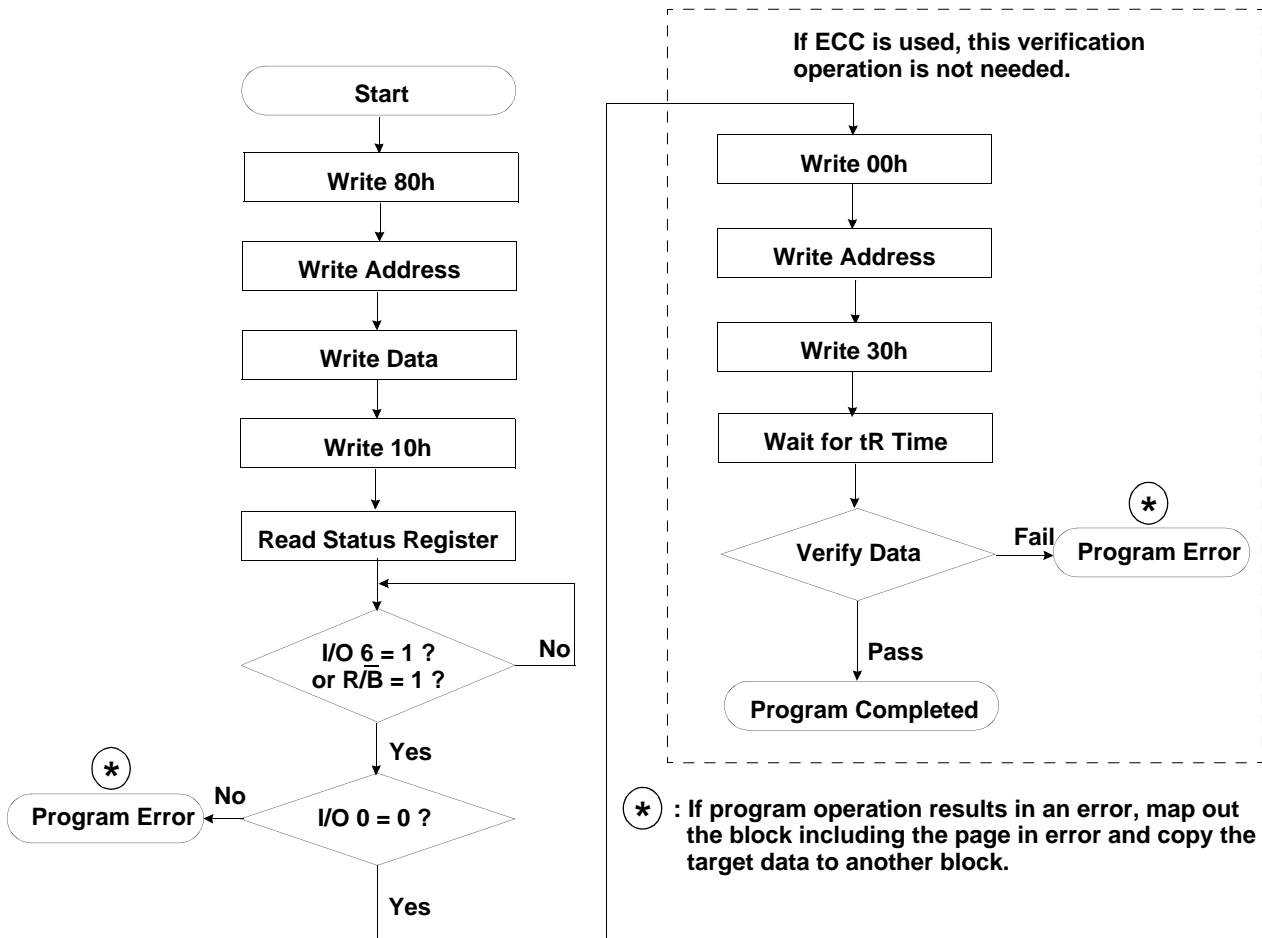 Start
Write 80h
Write Address
Write Data
Write 10h
Read Status Register
I/O 6 = 1 ?
or R/B̅ = 1 ?
No
Yes
*
Program Error
No
I/O 0 = 0 ?
Yes
If ECC is used, this verification
operation is not needed.
Write 00h
Write Address
Write 30h
Wait for tR Time
Verify Data
Fail
*
Program Error
Pass
Program Completed
* : If program operation results in an error, map out
the block including the page in error and copy the
target data to another block.